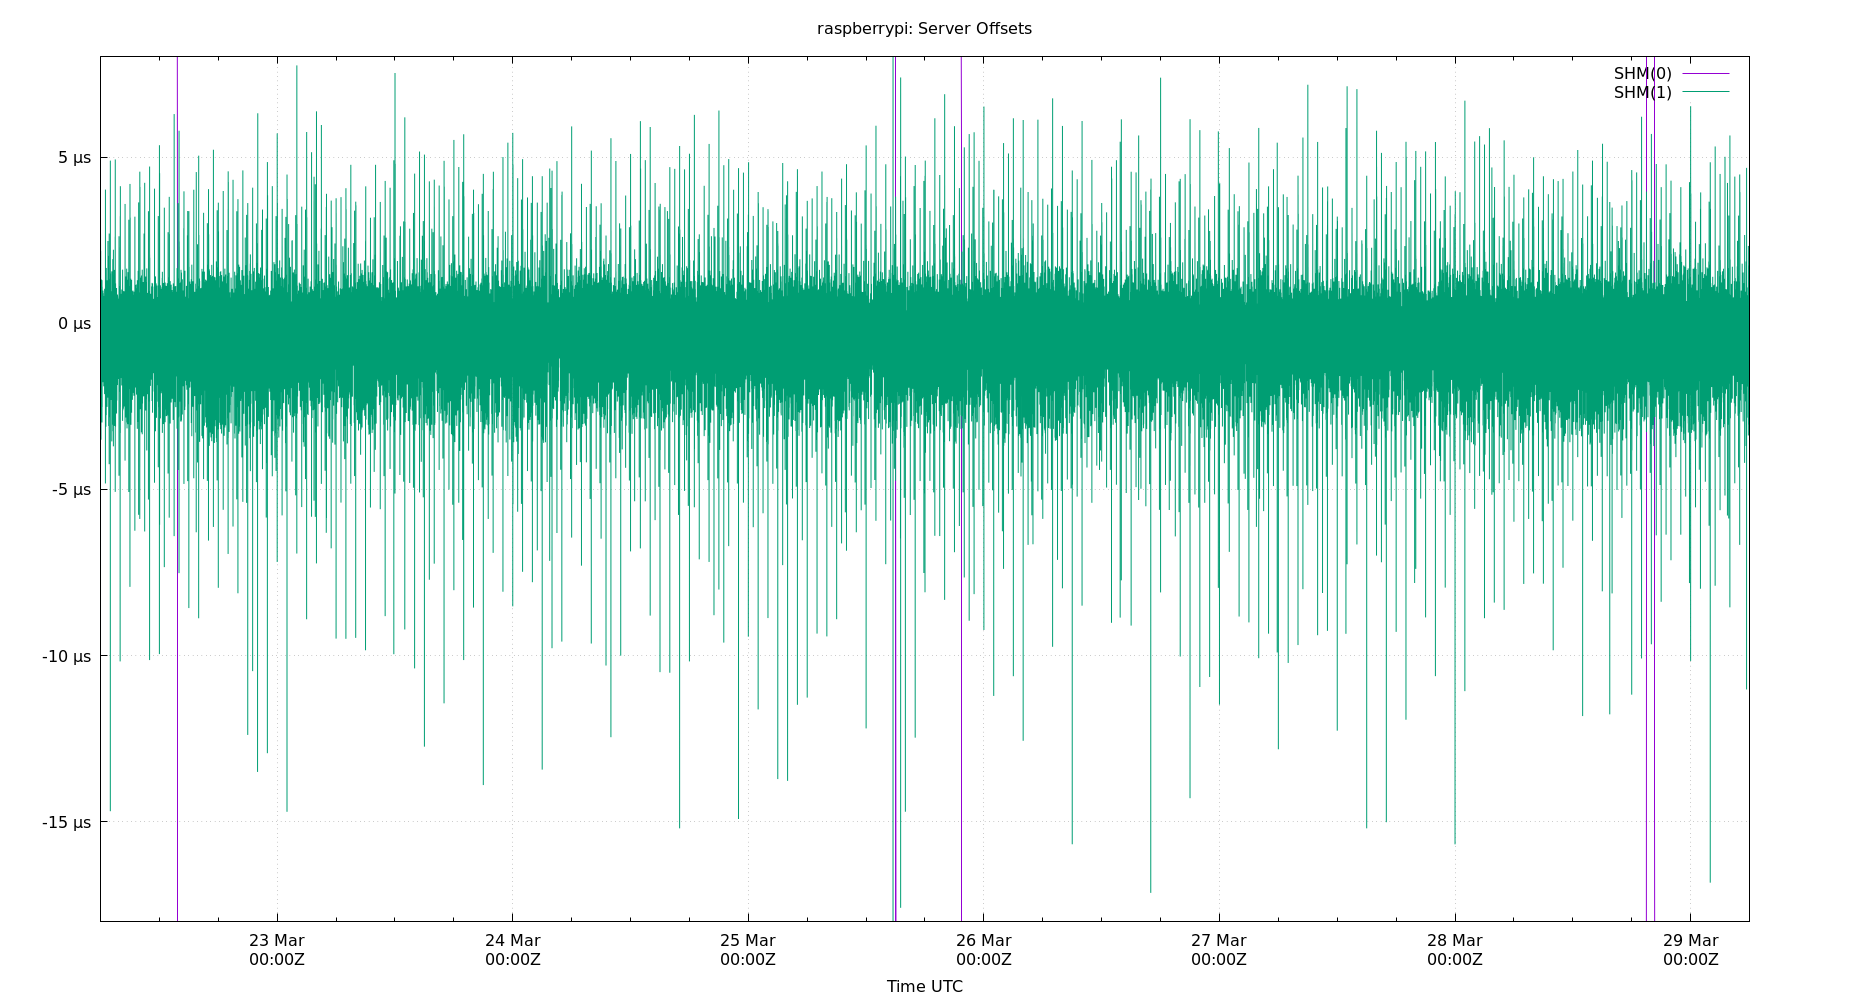 raspberrypi: Server Offsets
SHM(0)
SHM(1)
5 µs
0 µs
-5 µs
-10 µs
-15 µs
23 Mar
00:00Z
24 Mar
00:00Z
25 Mar
00:00Z
26 Mar
00:00Z
27 Mar
00:00Z
28 Mar
00:00Z
29 Mar
00:00Z
Time UTC